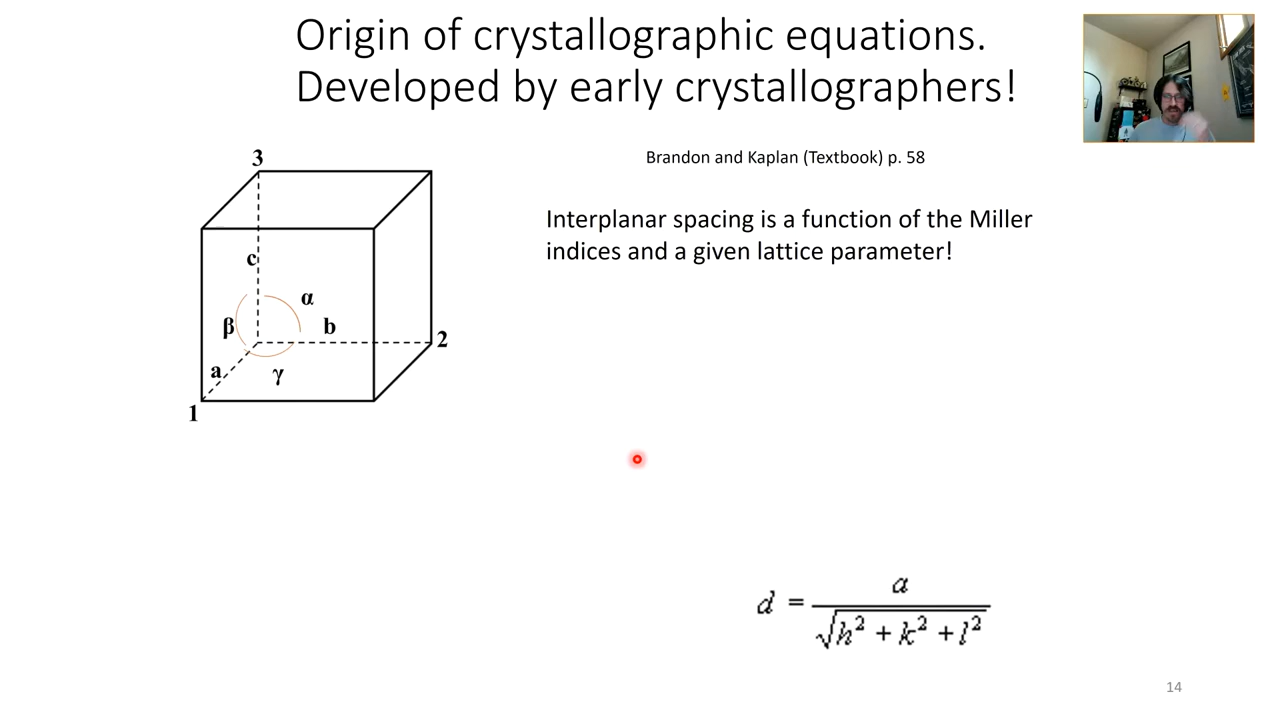 Origin of crystallographic equations.
Developed by early crystallographers!
Brandon and Kaplan (Textbook) p. 58
Interplanar spacing is a function of the Miller
indices and a given lattice parameter!
3
c
α
β
b
2
a
γ
1
d = a / √h² + k² + l²
14